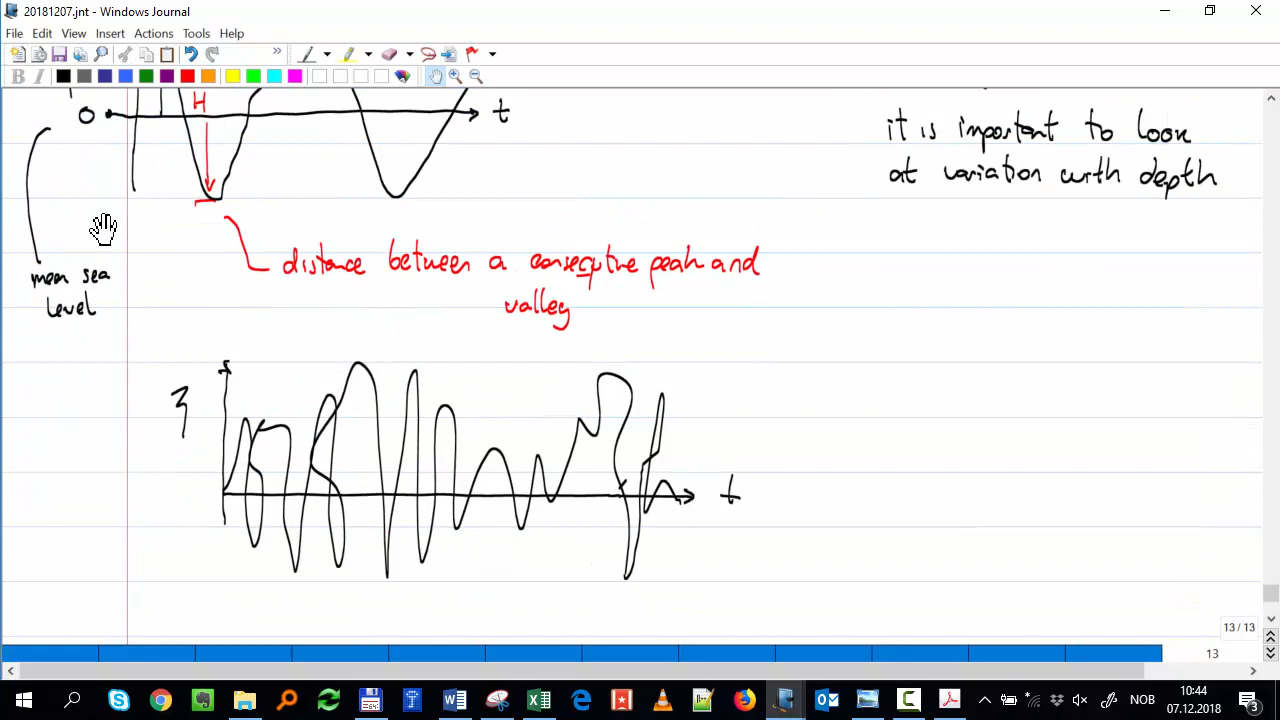 20181207.jnt - Windows Journal
File Edit View Insert Actions Tools Help
B I
H
0
t
it is important to look
at variation with depth
mean sea
level
distance between a consecutive peak and
valley
t
13 / 13
13
W
NOB
10:44
07.12.2018
3